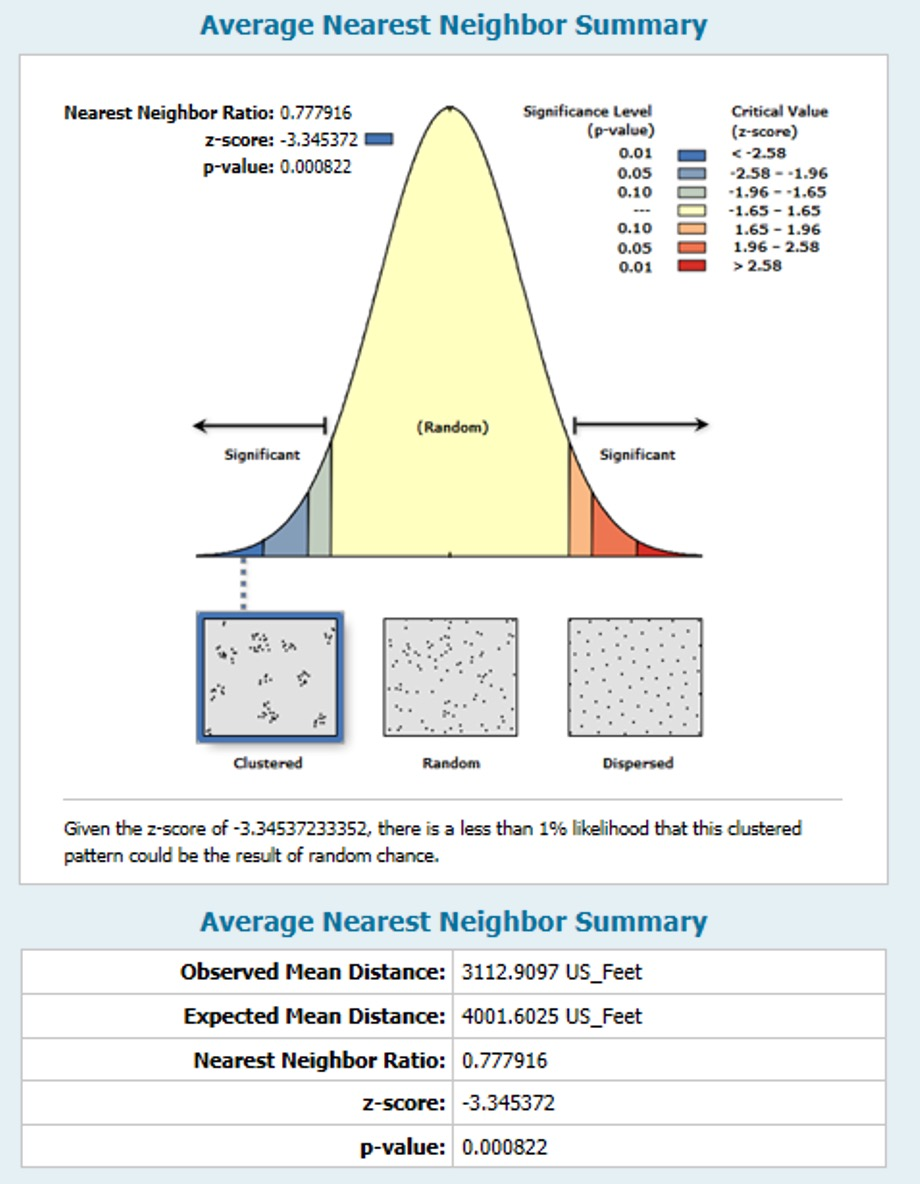 Average Nearest Neighbor Summary
Nearest Neighbor Ratio: 0.777916
z-score: -3.345372
p-value: 0.000822
Significance Level
(p-value)
Critical Value
(z-score)
0.01 < -2.58
0.05 -2.58 - -1.96
0.10 -1.96 - -1.65
--- -1.65 - 1.65
0.10 1.65 - 1.96
0.05 1.96 - 2.58
0.01 > 2.58
Significant
(Random)
Significant
Clustered
Random
Dispersed
Given the z-score of -3.34537233352, there is a less than 1% likelihood that this clustered
pattern could be the result of random chance.
Average Nearest Neighbor Summary
Observed Mean Distance: 3112.9097 US_Feet
Expected Mean Distance: 4001.6025 US_Feet
Nearest Neighbor Ratio: 0.777916
z-score: -3.345372
p-value: 0.000822